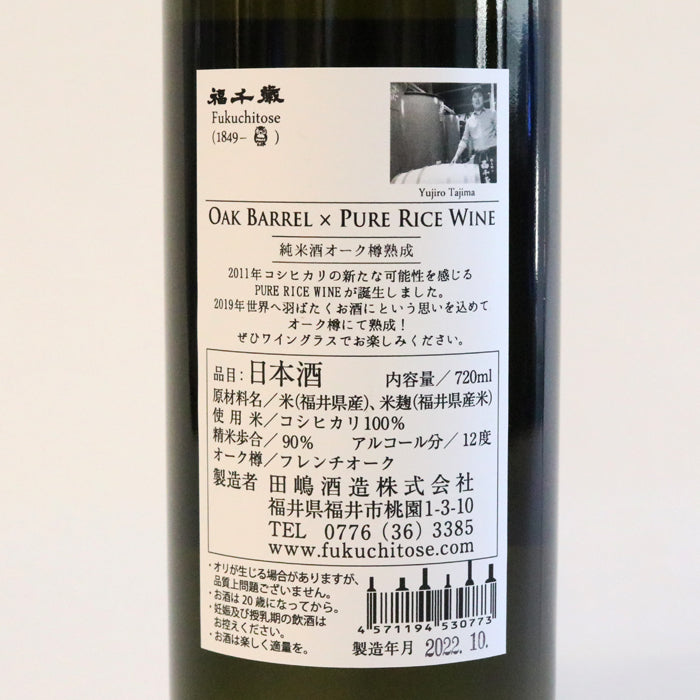 福千歳
Fukuchitose
(1849– )
Yujiro Tajima
OAK BARREL × PURE RICE WINE
純米酒オーク樽熟成
2011年コシヒカリの新たな可能性を感じる
PURE RICE WINEが誕生しました。
2019年世界へ羽ばたくお酒にという思いを込めて
オーク樽にて熟成！
ぜひワイングラスでお楽しみください。
品目：日本酒 内容量／720ml
原材料名／米(福井県産)、米麹(福井県産米)
使用米／コシヒカリ100%
精米歩合／90% アルコール分／12度
オーク樽／フレンチオーク
製造者 田嶋酒造株式会社
福井県福井市桃園1-3-10
TEL 0776（36）3385
www.fukuchitose.com
・オリが生じる場合がありますが、
品質上問題ございません。
・お酒は20歳になってから。
・妊娠及び授乳期の飲酒は
お控えください。
・お酒は楽しく適量を。
4571194530773
製造年月 2022.10.